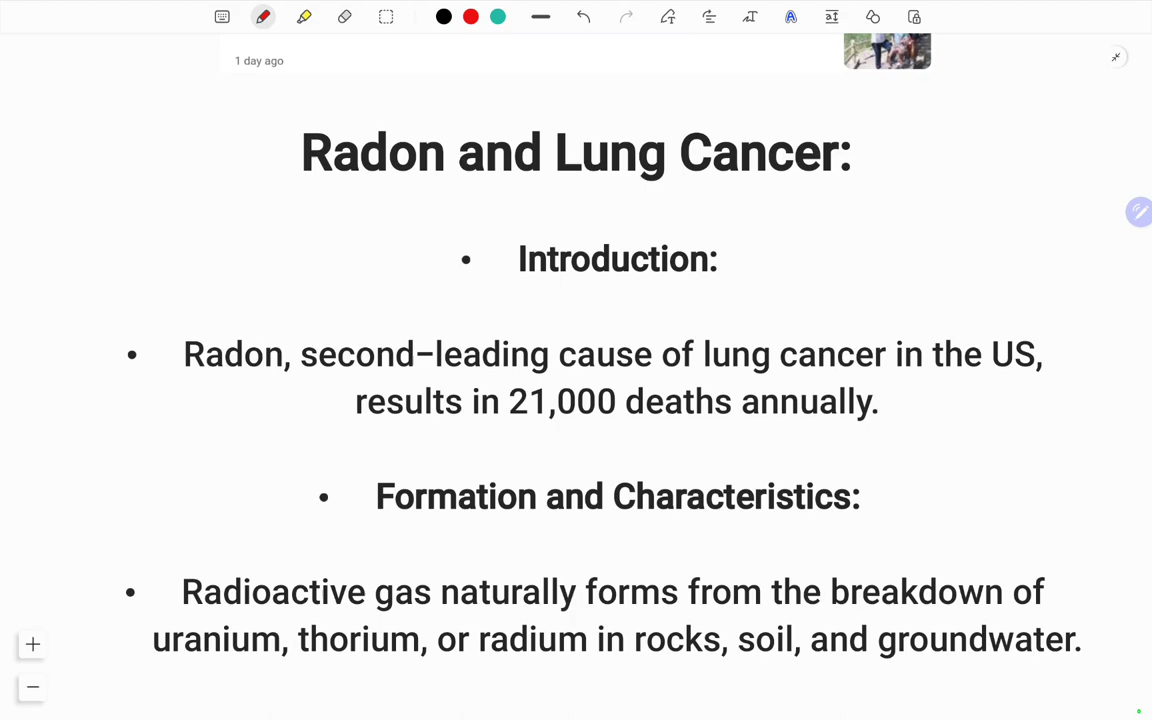 1 day ago
Radon and Lung Cancer:
• Introduction:
• Radon, second-leading cause of lung cancer in the US,
results in 21,000 deaths annually.
• Formation and Characteristics:
• Radioactive gas naturally forms from the breakdown of
uranium, thorium, or radium in rocks, soil, and groundwater.